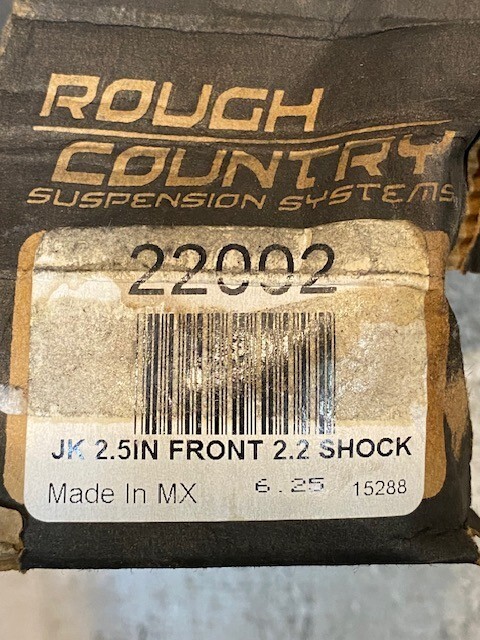 ROUGH
COUNTRY
SUSPENSION SYSTEMS
22002
JK 2.5IN FRONT 2.2 SHOCK
Made In MX 6.25 15288